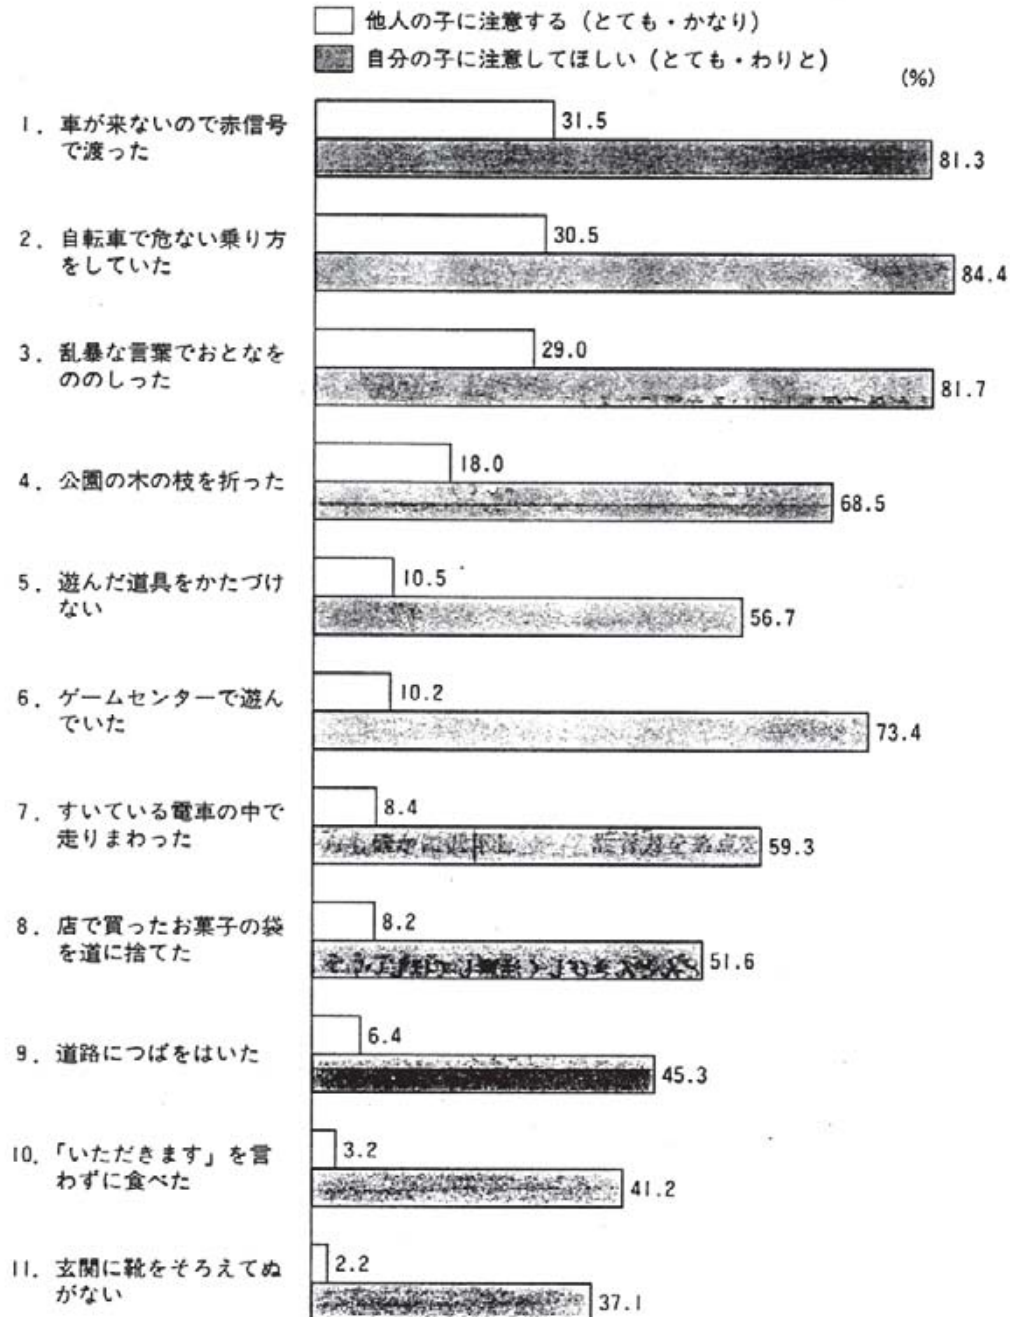 他人の子に注意する（とても・かなり）
自分の子に注意してほしい（とても・わりと）
(%)
1. 車が来ないので赤信号
で渡った
31.5
81.3
2. 自転車で危ない乗り方
をしていた
30.5
84.4
3. 乱暴な言葉でおとなを
ののしった
29.0
81.7
4. 公園の木の枝を折った
18.0
68.5
5. 遊んだ道具をかたづけ
ない
10.5
56.7
6. ゲームセンターで遊ん
でいた
10.2
73.4
7. すいている電車の中で
走りまわった
8.4
59.3
8. 店で買ったお菓子の袋
を道に捨てた
8.2
51.6
9. 道路につばをはいた
6.4
45.3
10. 「いただきます」を言
わずに食べた
3.2
41.2
11. 玄関に靴をそろえてぬ
がない
2.2
37.1